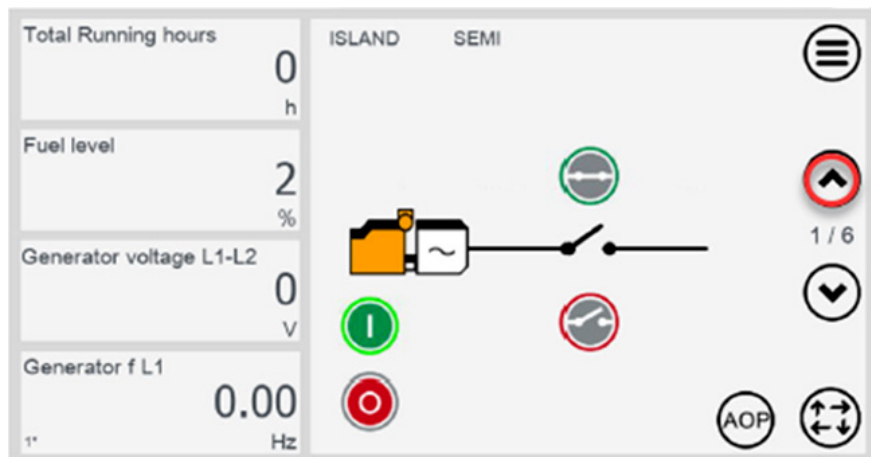 Total Running hours
0
h
Fuel level
2
%
Generator voltage L1-L2
0
V
Generator f L1
0.00
1*
Hz
ISLAND SEMI
1 / 6
AOP